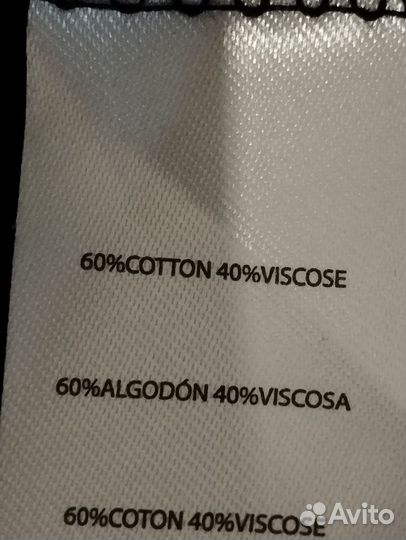 60%COTTON 40%VISCOSE
60%ALGODÓN 40%VISCOSA
60%COTON 40%VISCOSE
Avito